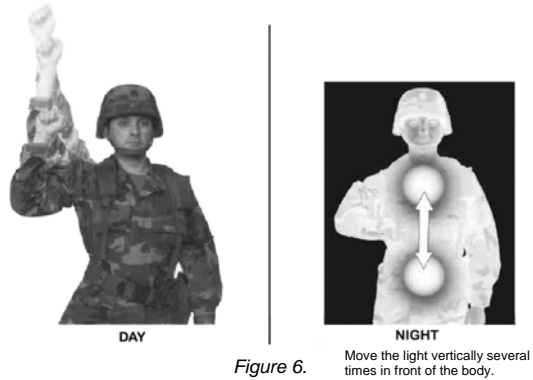 DAY
NIGHT
Figure 6.
Move the light vertically several
times in front of the body.